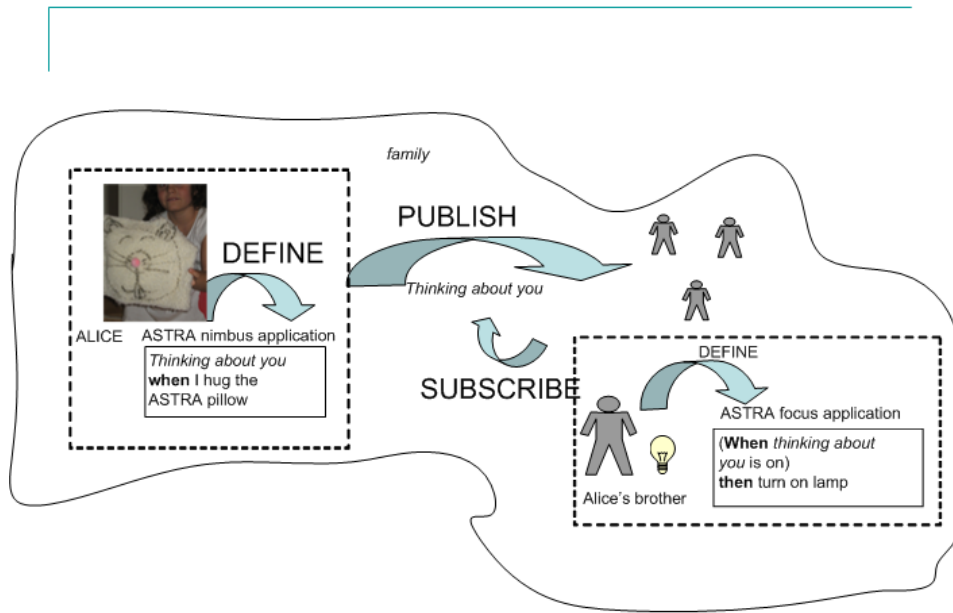 family
PUBLISH
DEFINE
Thinking about you
ALICE
ASTRA nimbus application
Thinking about you
when I hug the
ASTRA pillow
SUBSCRIBE
DEFINE
ASTRA focus application
(When thinking about
you is on)
then turn on lamp
Alice's brother